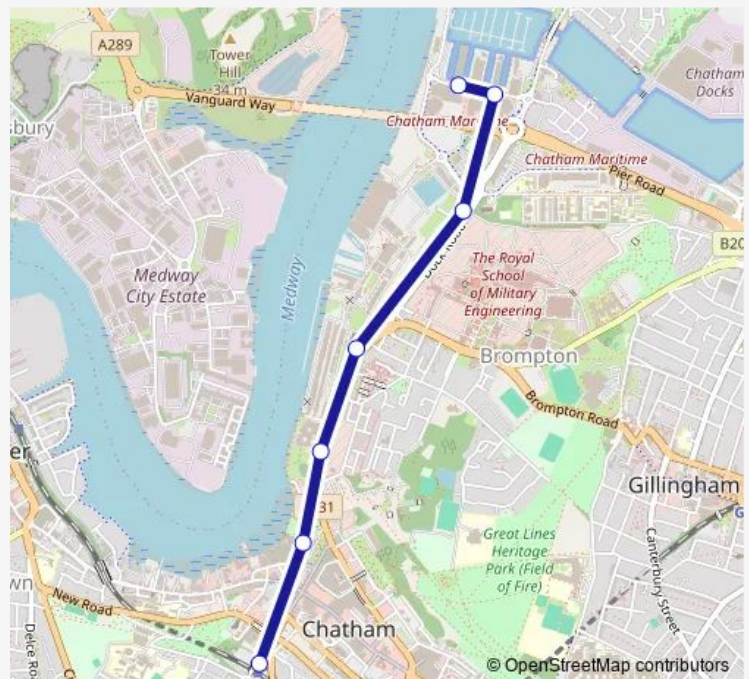 A289
Tower
Hill
34 m
Chatham
Docks
Vanguard Way
Chatham
Chatham Maritime
Pier Road
B20
The Royal
School
of Military
Engineering
Medway
City Estate
Medway
Brompton
Brompton Road
Gillingham
31
Great Lines
Heritage
Park (Field
of Fire)
Canterbury Street
New Road
Chatham
© OpenStreetMap contributors